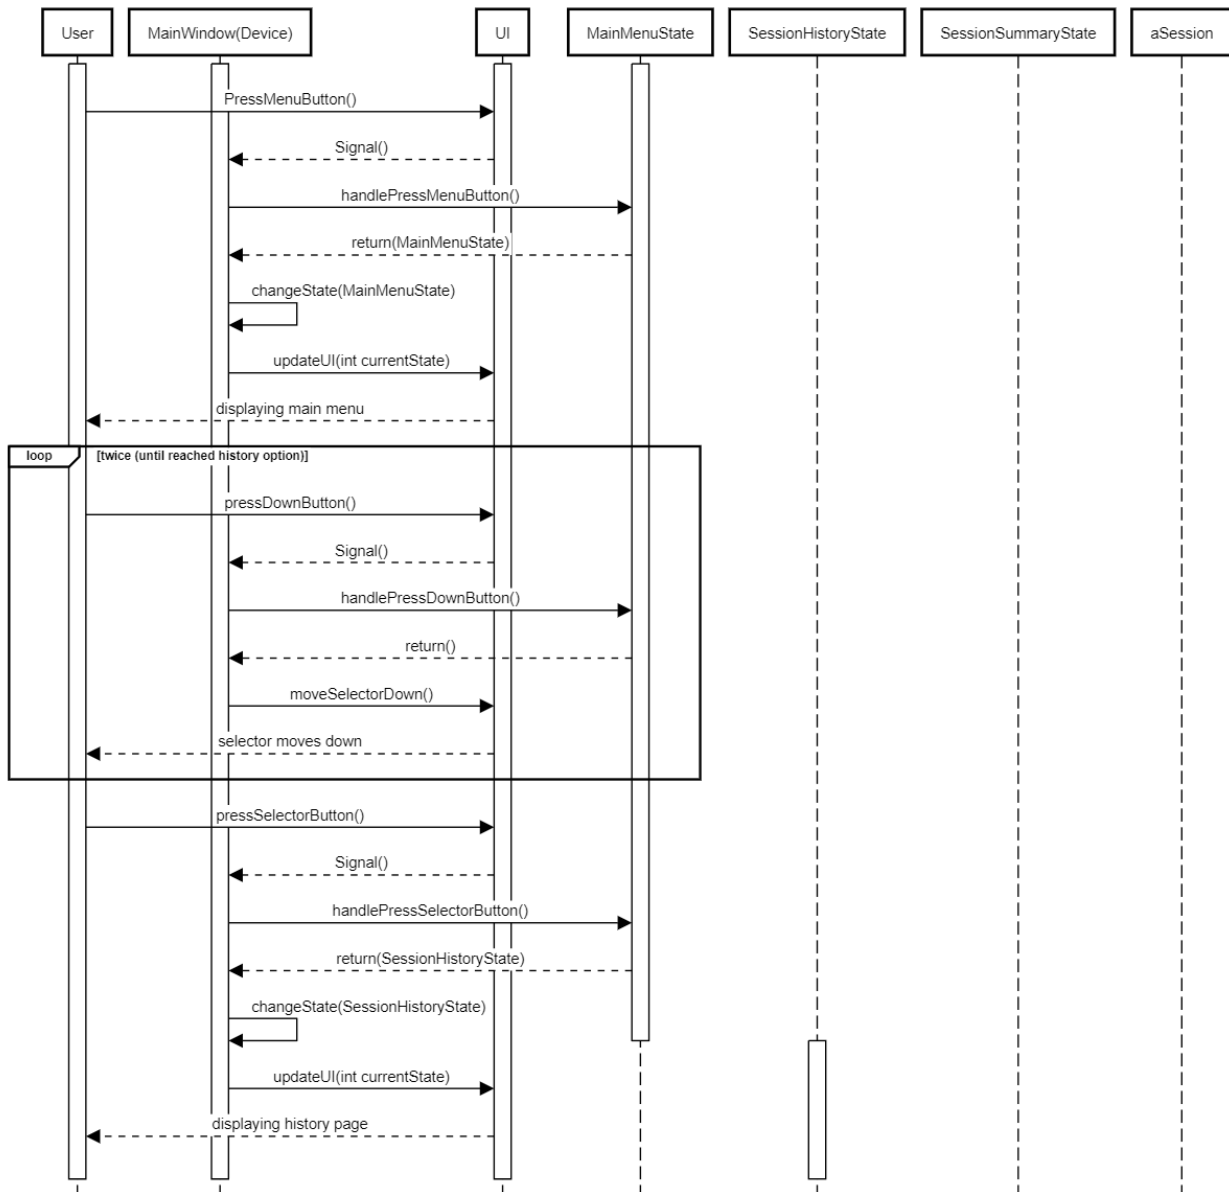 User
MainWindow(Device)
UI
MainMenuState
SessionHistoryState
SessionSummaryState
aSession
PressMenuButton()
Signal()
handlePressMenuButton()
return(MainMenuState)
changeState(MainMenuState)
updateUI(int currentState)
displaying main menu
loop
[twice (until reached history option)]
pressDownButton()
Signal()
handlePressDownButton()
return()
moveSelectorDown()
selector moves down
pressSelectorButton()
Signal()
handlePressSelectorButton()
return(SessionHistoryState)
changeState(SessionHistoryState)
updateUI(int currentState)
displaying history page